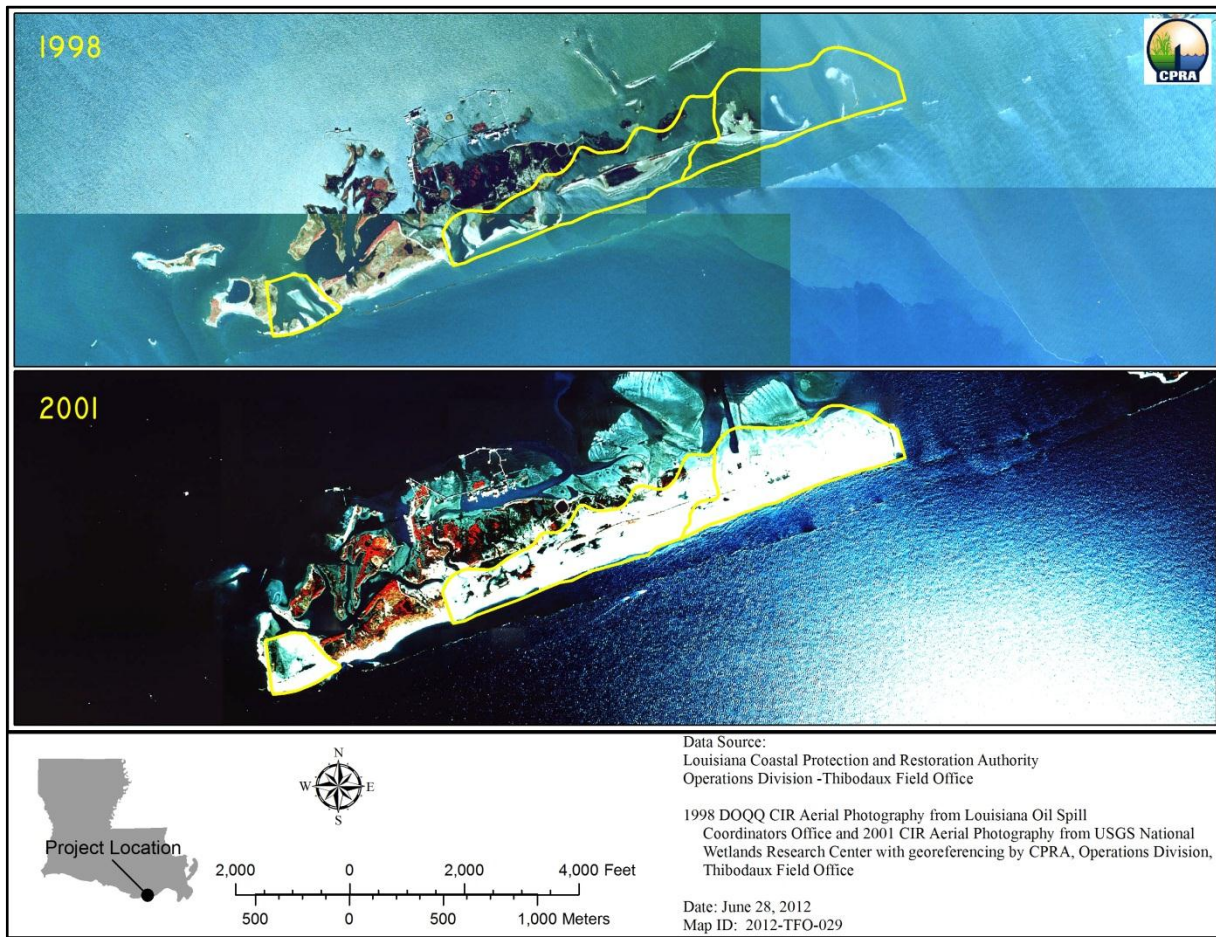 1998
CPRA
2001
Project Location
N
W E
S
2,000 0 2,000 4,000 Feet
500 0 500 1,000 Meters
Data Source:
Louisiana Coastal Protection and Restoration Authority
Operations Division -Thibodaux Field Office
1998 DOQQ CIR Aerial Photography from Louisiana Oil Spill
Coordinators Office and 2001 CIR Aerial Photography from USGS National
Wetlands Research Center with georeferencing by CPRA, Operations Division,
Thibodaux Field Office
Date: June 28, 2012
Map ID: 2012-TFO-029